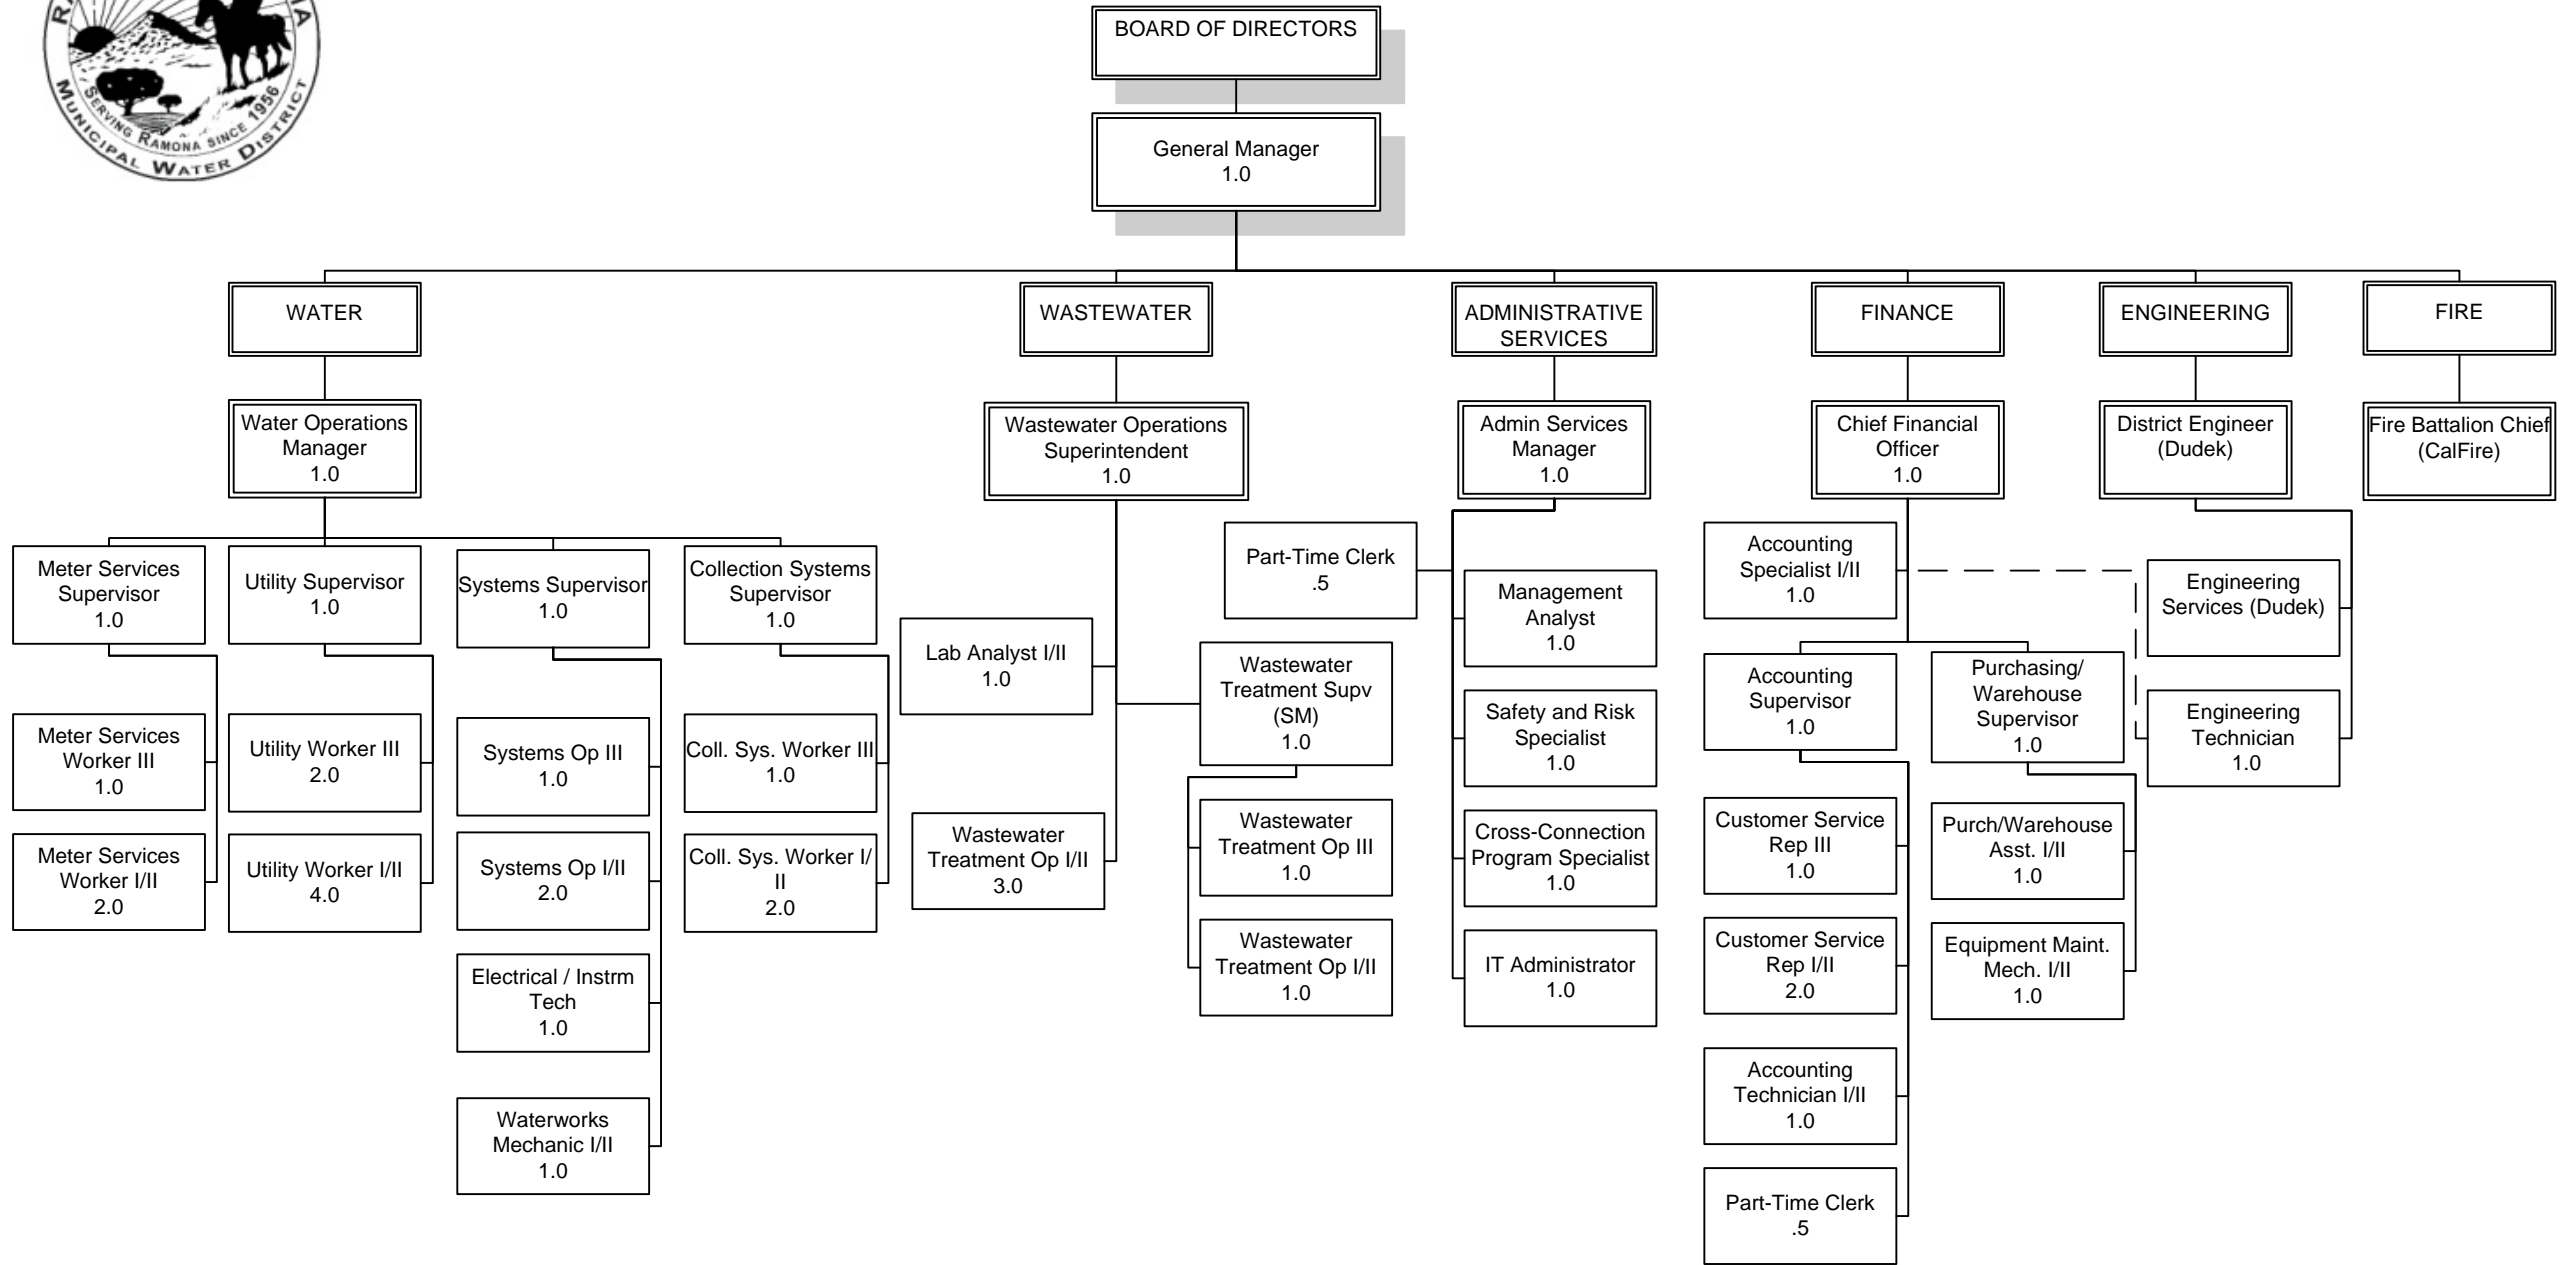 MUNICIPAL WATER DISTRICT
SERVING RAMONA SINCE 1956
BOARD OF DIRECTORS
General Manager
1.0
WATER
WASTEWATER
ADMINISTRATIVE
SERVICES
FINANCE
ENGINEERING
FIRE
Water Operations
Manager
1.0
Wastewater Operations
Superintendent
1.0
Admin Services
Manager
1.0
Chief Financial
Officer
1.0
District Engineer
(Dudek)
Fire Battalion Chief
(CalFire)
Meter Services
Supervisor
1.0
Utility Supervisor
1.0
Systems Supervisor
1.0
Collection Systems
Supervisor
1.0
Meter Services
Worker III
1.0
Utility Worker III
2.0
Systems Op III
1.0
Coll. Sys. Worker III
1.0
Meter Services
Worker I/II
2.0
Utility Worker I/II
4.0
Systems Op I/II
2.0
Coll. Sys. Worker I/
II
2.0
Electrical / Instrm
Tech
1.0
Waterworks
Mechanic I/II
1.0
Lab Analyst I/II
1.0
Wastewater
Treatment Op I/II
3.0
Wastewater
Treatment Supv
(SM)
1.0
Wastewater
Treatment Op III
1.0
Wastewater
Treatment Op I/II
1.0
Part-Time Clerk
.5
Management
Analyst
1.0
Safety and Risk
Specialist
1.0
Cross-Connection
Program Specialist
1.0
IT Administrator
1.0
Accounting
Specialist I/II
1.0
Accounting
Supervisor
1.0
Purchasing/
Warehouse
Supervisor
1.0
Customer Service
Rep III
1.0
Customer Service
Rep I/II
2.0
Accounting
Technician I/II
1.0
Part-Time Clerk
.5
Purch/Warehouse
Asst. I/II
1.0
Equipment Maint.
Mech. I/II
1.0
Engineering
Services (Dudek)
Engineering
Technician
1.0